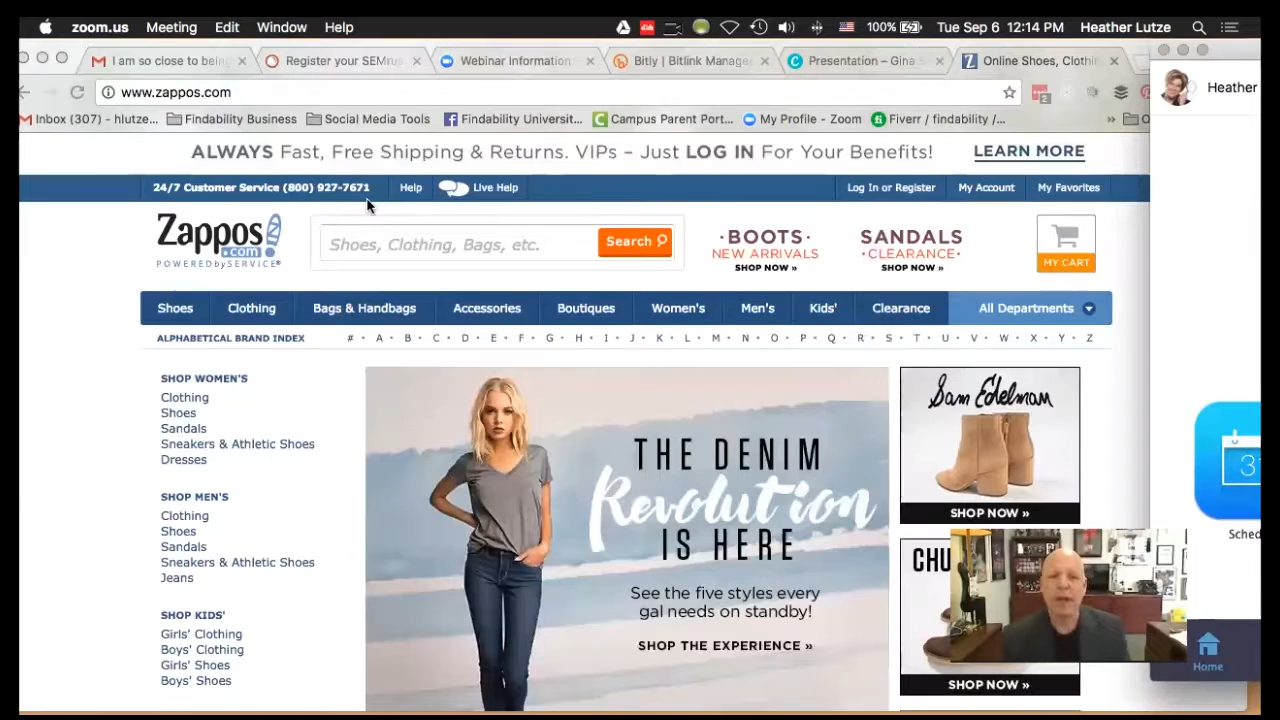 zoom.us Meeting Edit Window Help 100% Tue Sep 6 12:14 PM Heather Lutze
I am so close to bein
Register your SEMru
Webinar Information
Bitly | Bitlink Manage
Presentation – Gina S
Online Shoes, Clothin
www.zappos.com
2
Heather
Inbox (307) - hlutze...
Findability Business
Social Media Tools
Findability Universit...
Campus Parent Port...
My Profile - Zoom
Fiverr / findability /...
»
ALWAYS Fast, Free Shipping & Returns. VIPs – Just LOG IN For Your Benefits! LEARN MORE
24/7 Customer Service (800) 927-7671 Help Live Help Log In or Register My Account My Favorites
Zappos!
.com
POWERED by SERVICE®
Shoes, Clothing, Bags, etc. Search
·BOOTS·
NEW ARRIVALS
SHOP NOW »
SANDALS
·CLEARANCE·
SHOP NOW »
MY CART
Shoes Clothing Bags & Handbags Accessories Boutiques Women's Men's Kids' Clearance All Departments
ALPHABETICAL BRAND INDEX # · A · B · C · D · E · F · G · H · I · J · K · L · M · N · O · P · Q · R · S · T · U · V · W · X · Y · Z
SHOP WOMEN'S
Clothing
Shoes
Sandals
Sneakers & Athletic Shoes
Dresses
SHOP MEN'S
Clothing
Shoes
Sandals
Sneakers & Athletic Shoes
Jeans
SHOP KIDS'
Girls' Clothing
Boys' Clothing
Girls' Shoes
Boys' Shoes
THE DENIM
Revolution
IS HERE
See the five styles every
gal needs on standby!
SHOP THE EXPERIENCE »
Sam Edelman
SHOP NOW »
CHU
SHOP NOW »
31
Sched
Home